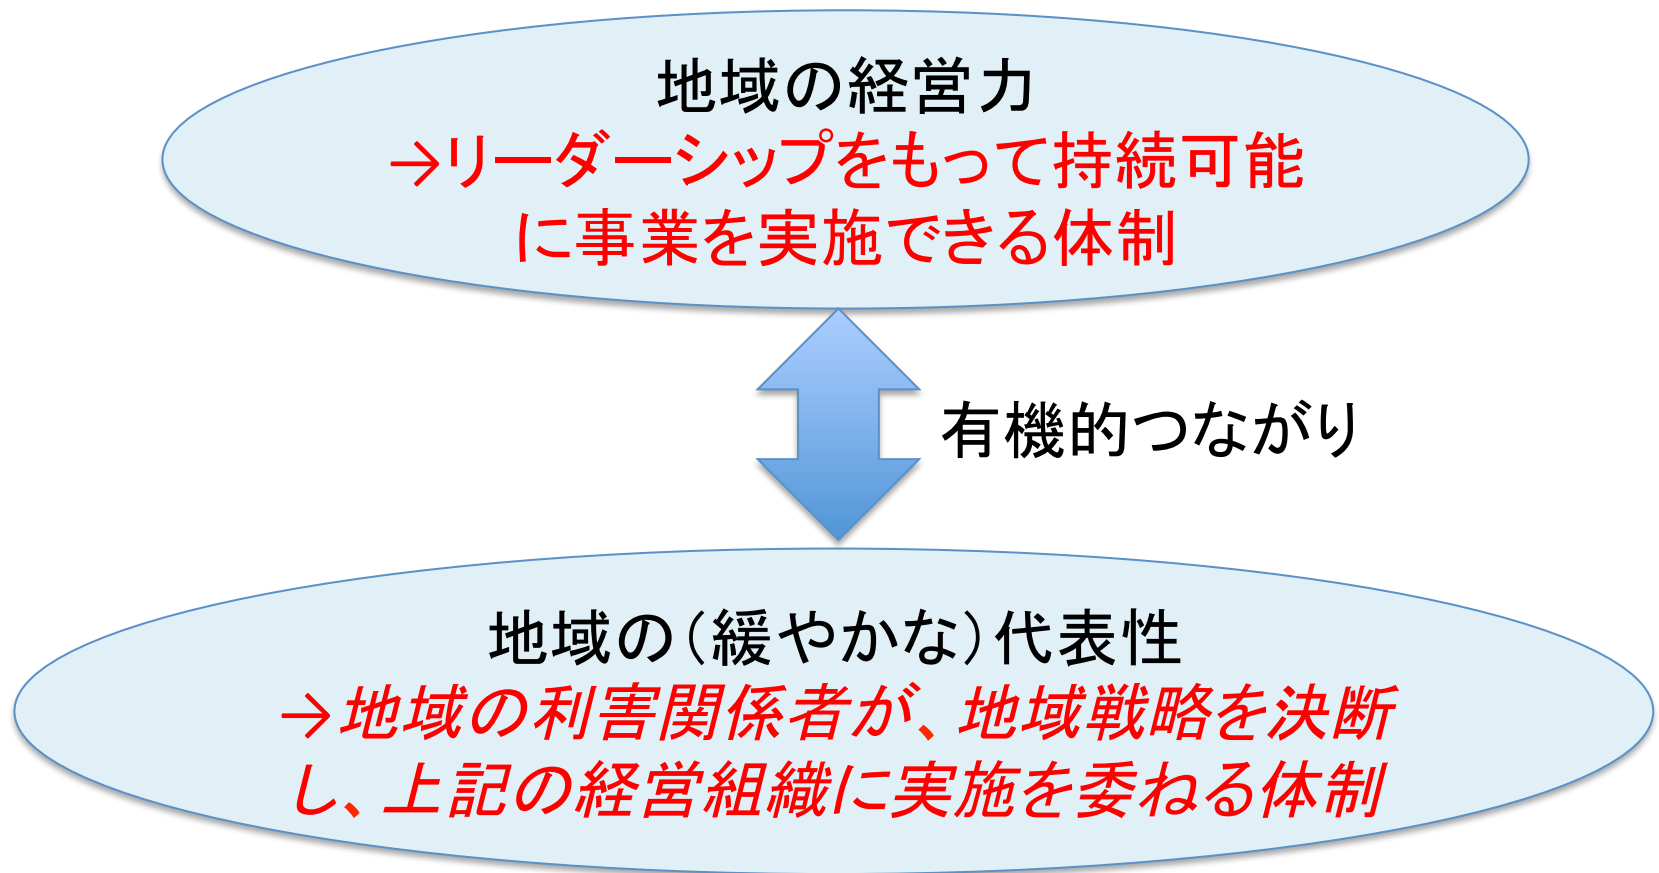 地域の経営力
→リーダーシップをもって持続可能
に事業を実施できる体制
有機的つながり
地域の(緩やかな)代表性
→地域の利害関係者が、地域戦略を決断
し、上記の経営組織に実施を委ねる体制